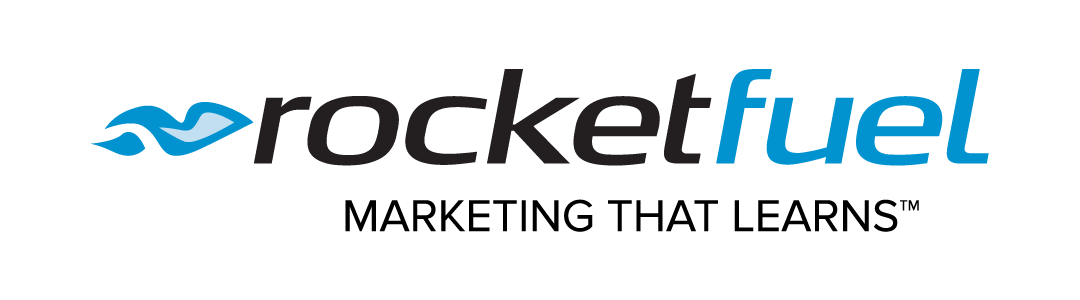 rocketfuel
MARKETING THAT LEARNS™